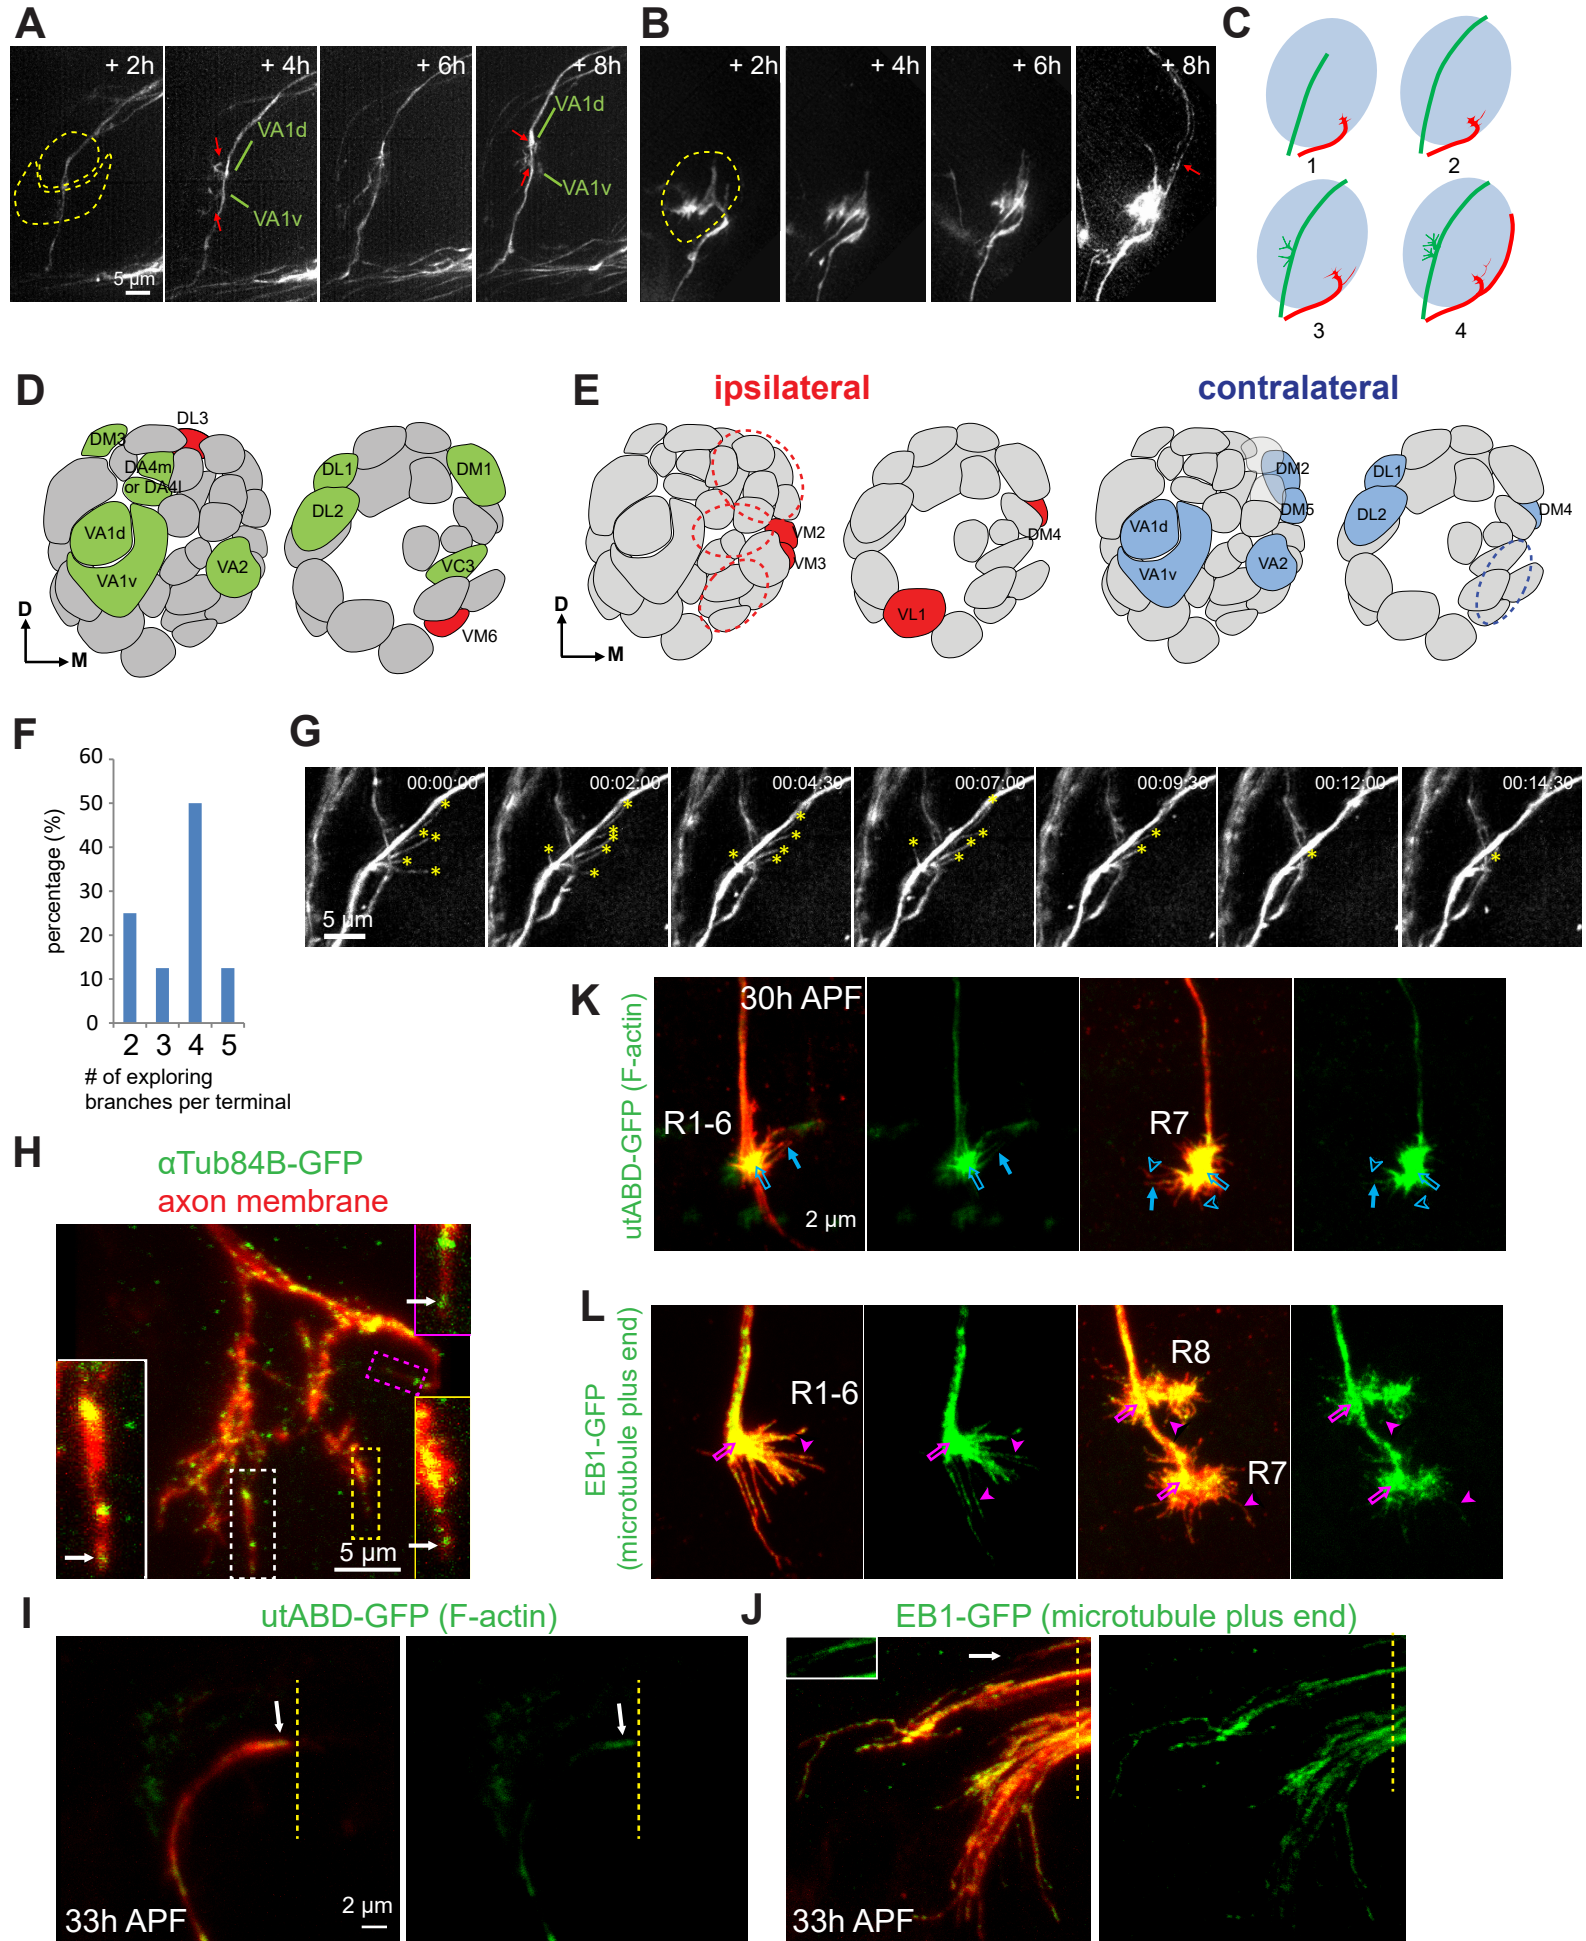 A
+ 2h
+ 4h
+ 6h
+ 8h
VA1d
VA1v
VA1d
VA1v
5 µm
B
+ 2h
+ 4h
+ 6h
+ 8h
C
1
2
3
4
D
DM3
DL3
DA4m
or DA4l
VA1d
VA1v
VA2
DL1
DL2
DM1
VC3
VM6
D
M
E
ipsilateral
contralateral
VM2
VM3
DM4
VL1
D
M
VA1d
VA1v
DM2
DM5
VA2
DL1
DL2
DM4
F
percentage (%)
60
50
40
30
20
10
0
2 3 4 5
# of exploring
branches per terminal
G
00:00:00
00:02:00
00:04:30
00:07:00
00:09:30
00:12:00
00:14:30
5 µm
H
αTub84B-GFP
axon membrane
5 µm
K
utABD-GFP (F-actin)
30h APF
R1-6
2 µm
R7
L
EB1-GFP
(microtubule plus end)
R1-6
R8
R7
I
utABD-GFP (F-actin)
33h APF
2 µm
J
EB1-GFP (microtubule plus end)
33h APF